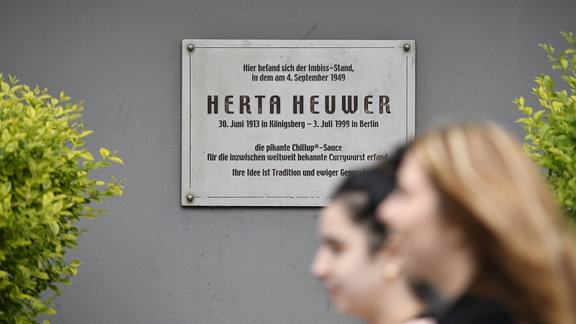 Hier befand sich der Imbiss-Stand,
in dem am 4. September 1949
HERTA HEUWER
30. Juni 1913 in Königsberg – 3. Juli 1999 in Berlin
die pikante Chillup®-Sauce
für die inzwischen weltweit bekannte Currywurst erfand.
Ihre Idee ist Tradition und ewiger